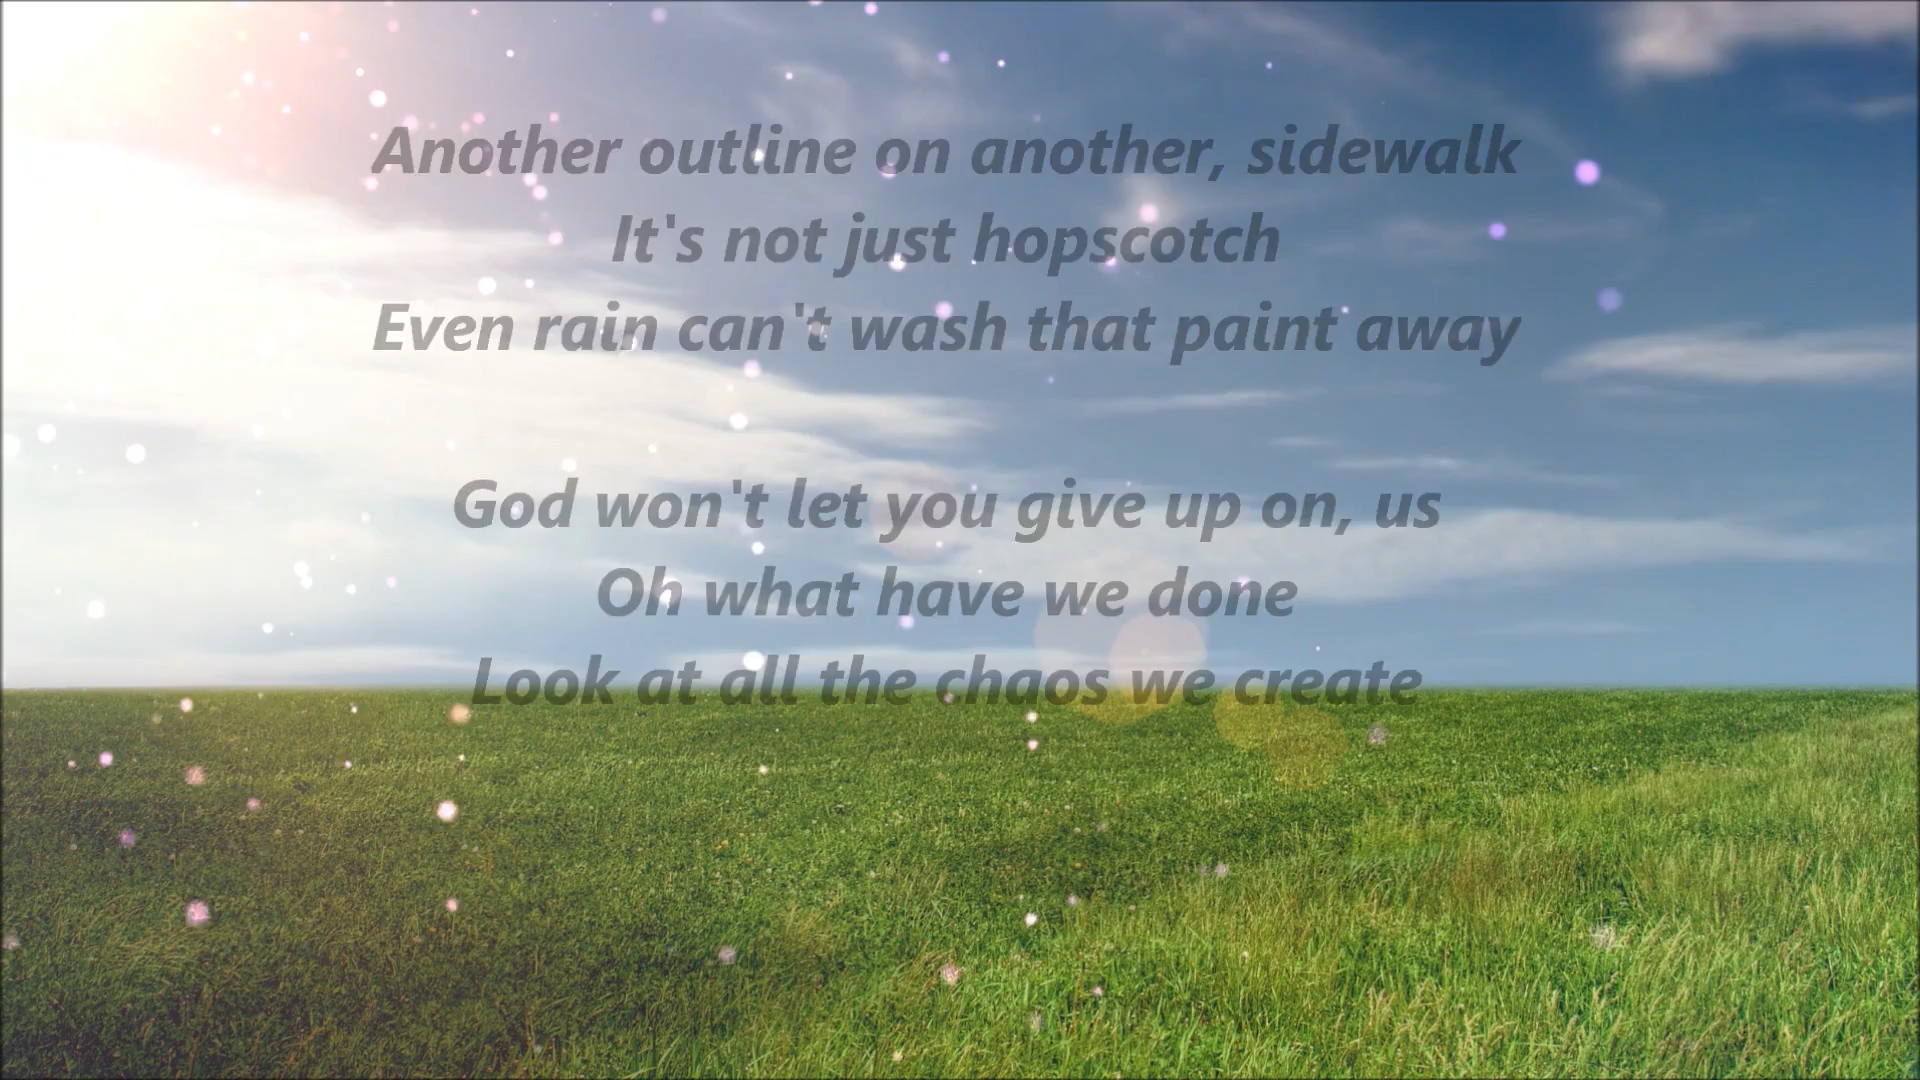 Another outline on another, sidewalk
It's not just hopscotch
Even rain can't wash that paint away
God won't let you give up on, us
Oh what have we done
Look at all the chaos we create